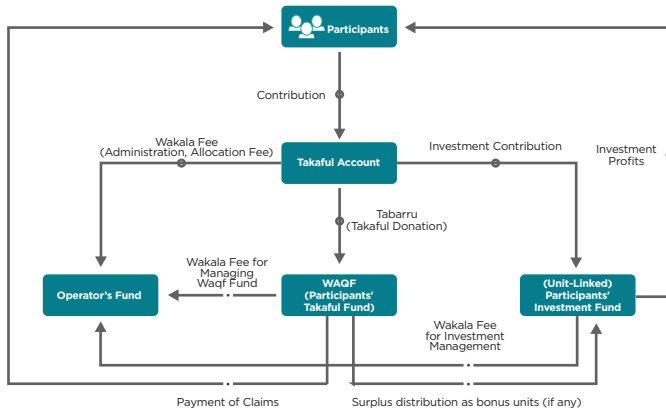 Participants
Contribution
Wakala Fee
(Administration, Allocation Fee)
Takaful Account
Investment Contribution
Investment
Profits
Tabarru
(Takaful Donation)
Wakala Fee for
Managing
Waqf Fund
Operator's Fund
WAQF
(Participants'
Takaful Fund)
(Unit-Linked)
Participants'
Investment Fund
Wakala Fee
for Investment
Management
Payment of Claims
Surplus distribution as bonus units (if any)